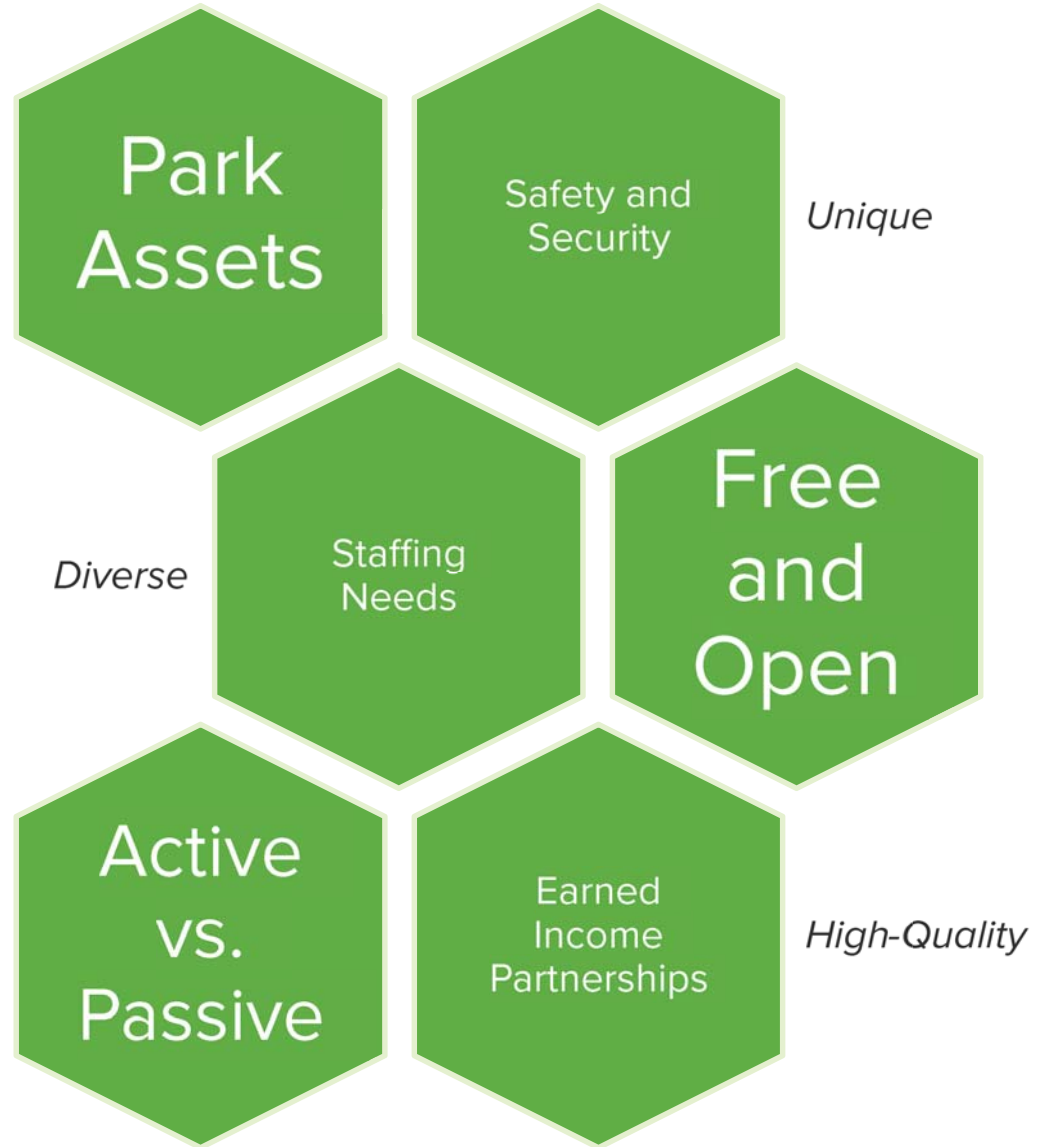 Park
Assets
Safety and
Security
Unique
Diverse
Staffing
Needs
Free
and
Open
Active
vs.
Passive
Earned
Income
Partnerships
High-Quality